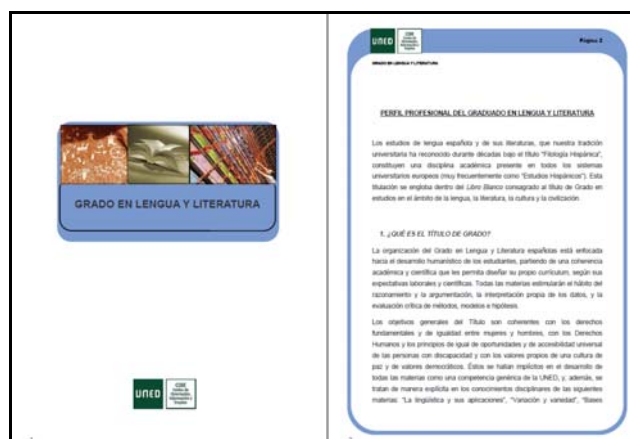 GRADO EN LENGUA Y LITERATURA
UNED
UNED
Página 2
GRADO EN LENGUA Y LITERATURA
PERFIL PROFESIONAL DEL GRADUADO EN LENGUA Y LITERATURA
Los estudios de lengua española y de sus literaturas, que nuestra tradición
universitaria ha reconocido durante décadas bajo el título "Filología Hispánica",
constituyen una disciplina académica presente en todos los sistemas
universitarios europeos (muy frecuentemente como "Estudios Hispánicos"). Esta
titulación se engloba dentro del Libro Blanco consagrado al título de Grado en
estudios en el ámbito de la lengua, la literatura, la cultura y la civilización.
1. ¿QUÉ ES EL TÍTULO DE GRADO?
La organización del Grado en Lengua y Literatura españolas está enfocada
hacia el desarrollo humanístico de los estudiantes, partiendo de una coherencia
académica y científica que les permita diseñar su propio currículum, según sus
expectativas laborales y científicas. Todas las materias estimularán el hábito del
razonamiento y la argumentación, la interpretación propia de los datos, y la
evaluación crítica de métodos, modelos e hipótesis.
Los objetivos generales del Título son coherentes con los derechos
fundamentales y de igualdad entre mujeres y hombres, con los Derechos
Humanos y los principios de igual de oportunidades y de accesibilidad universal
de las personas con discapacidad y con los valores propios de una cultura de
paz y de valores democráticos. Éstos se hallan implícitos en el desarrollo de
todas las materias como una competencia genérica de la UNED, y, además, se
tratan de manera explícita en los conocimientos disciplinares de las siguientes
materias: "La lingüística y sus aplicaciones", "Variación y variedad", "Bases